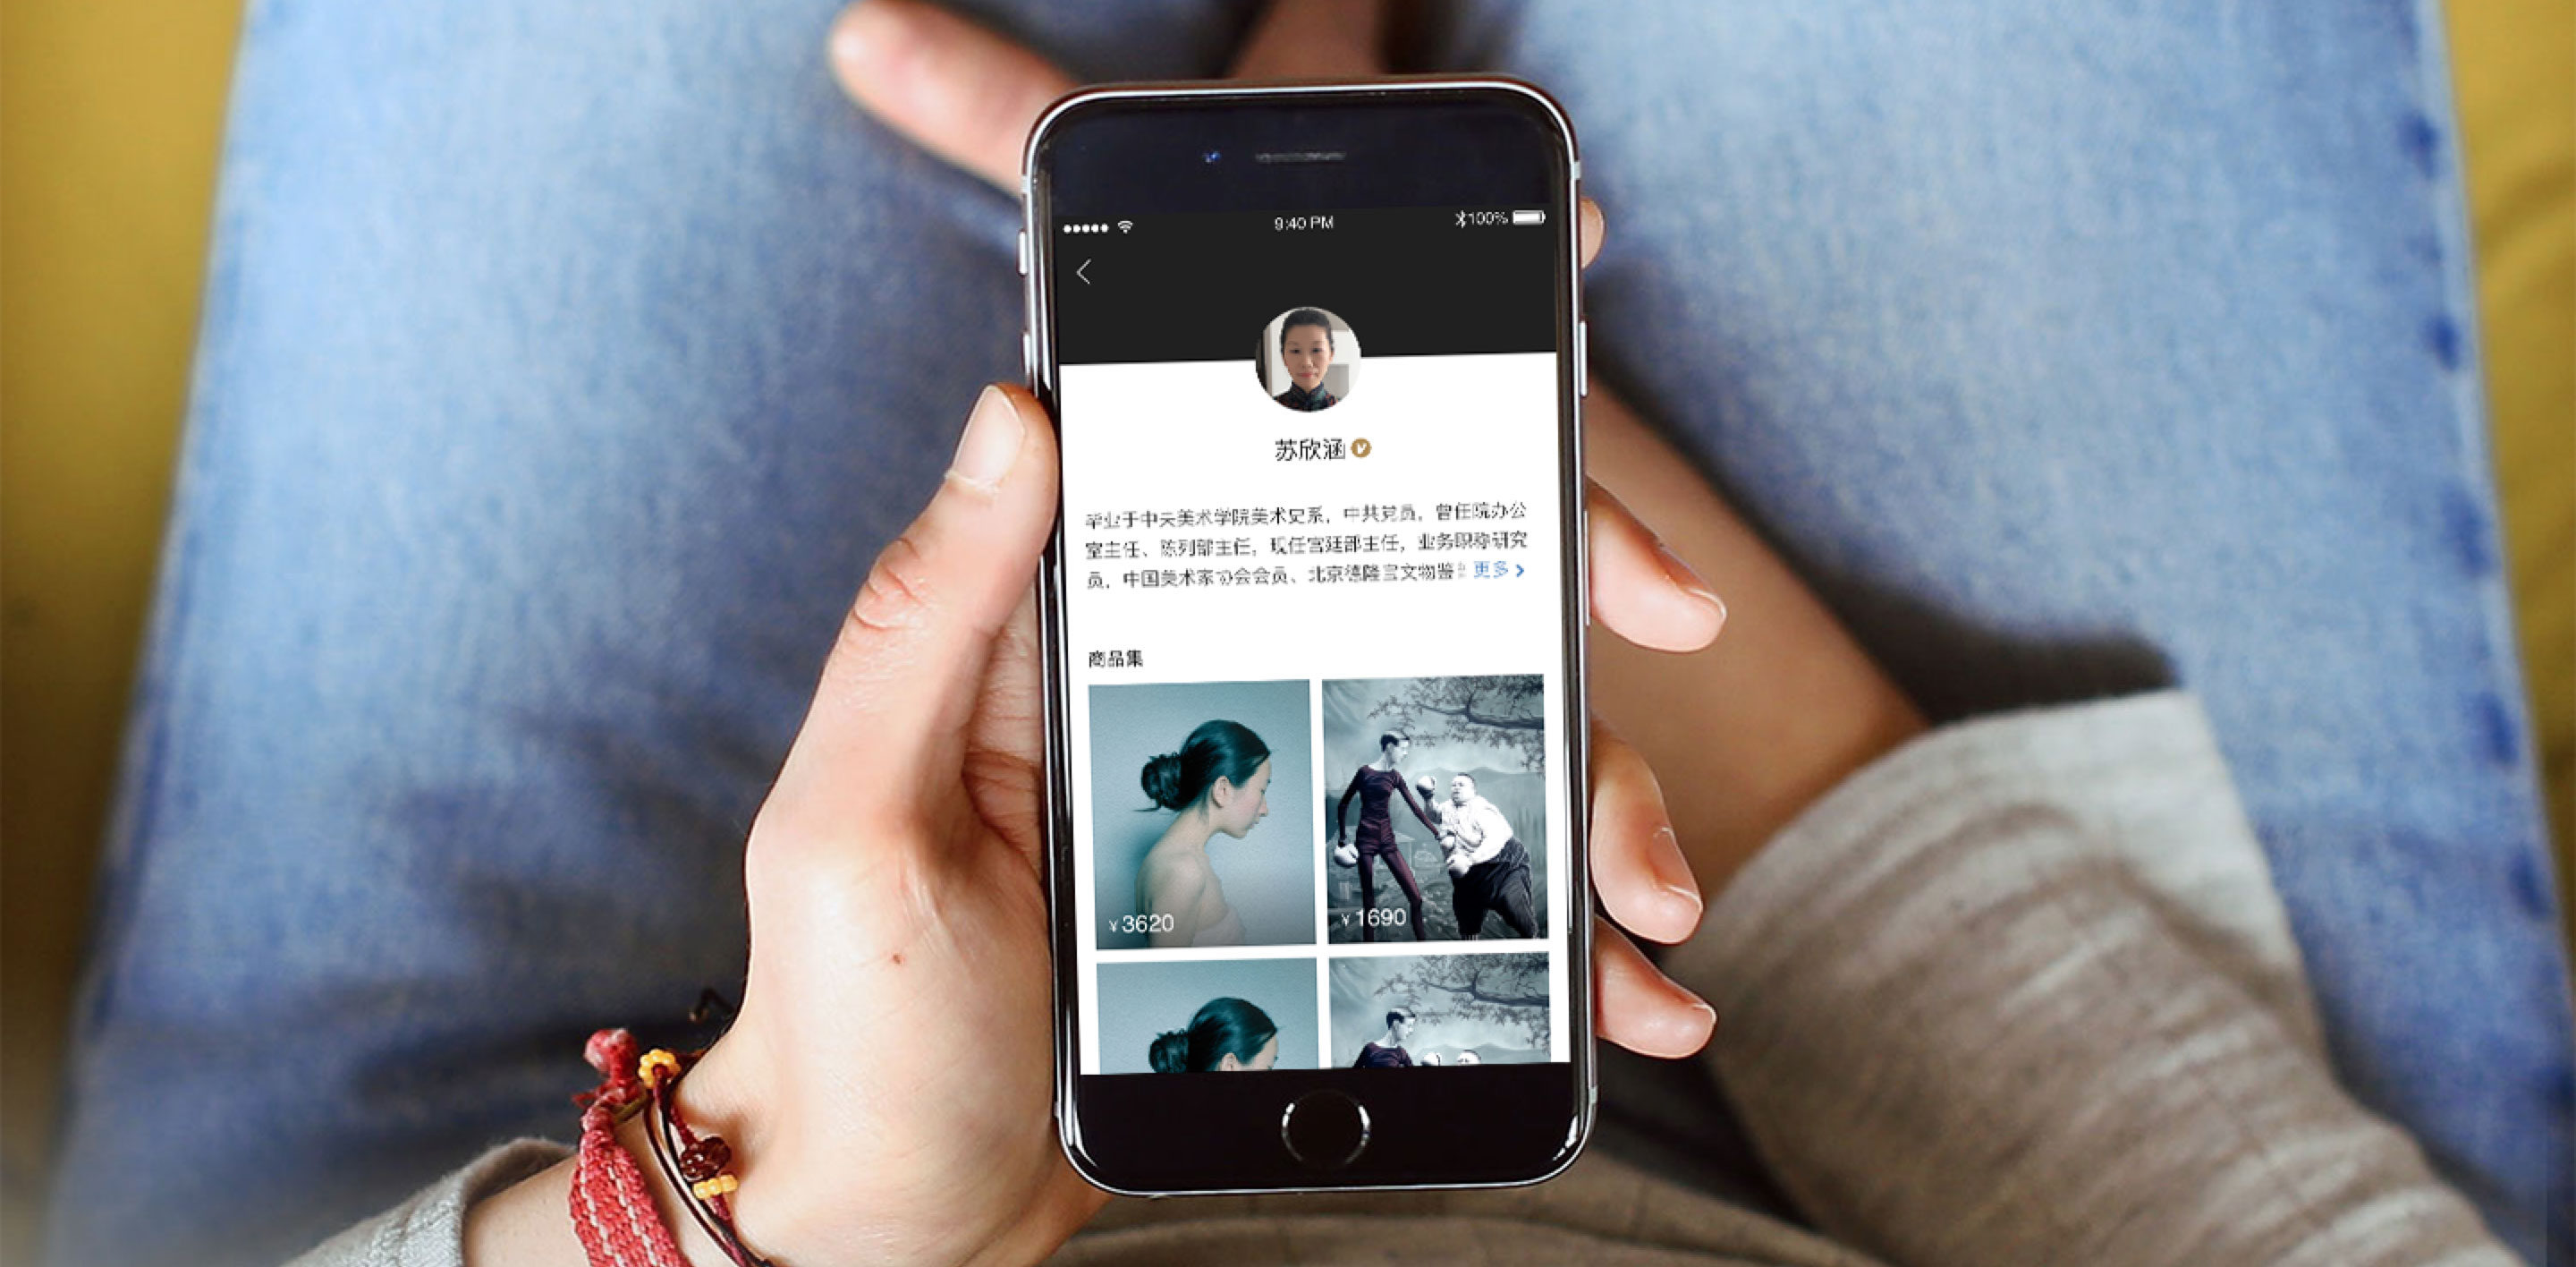 9:40 PM
100%
苏欣涵
毕业于中央美术学院美术史系，中共党员，曾任院办公
室主任、陈列部主任，现任宫廷部主任，业务职称研究
员，中国美术家协会会员、北京德隆宝文物鉴 更多
商品集
¥3620
¥1690